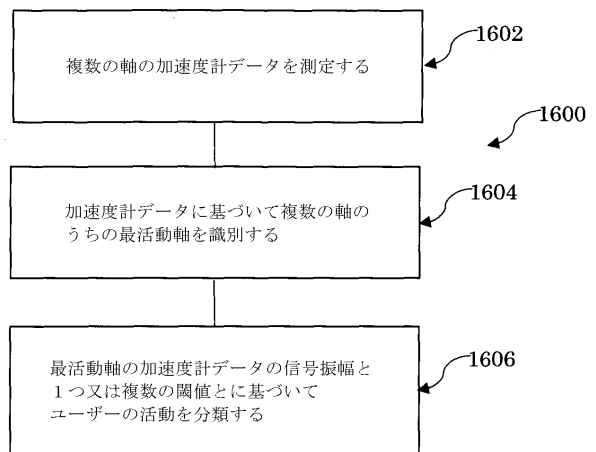 複数の軸の加速度計データを測定する
1602
1600
加速度計データに基づいて複数の軸の
うちの最活動軸を識別する
1604
最活動軸の加速度計データの信号振幅と
１つ又は複数の閾値とに基づいて
ユーザーの活動を分類する
1606